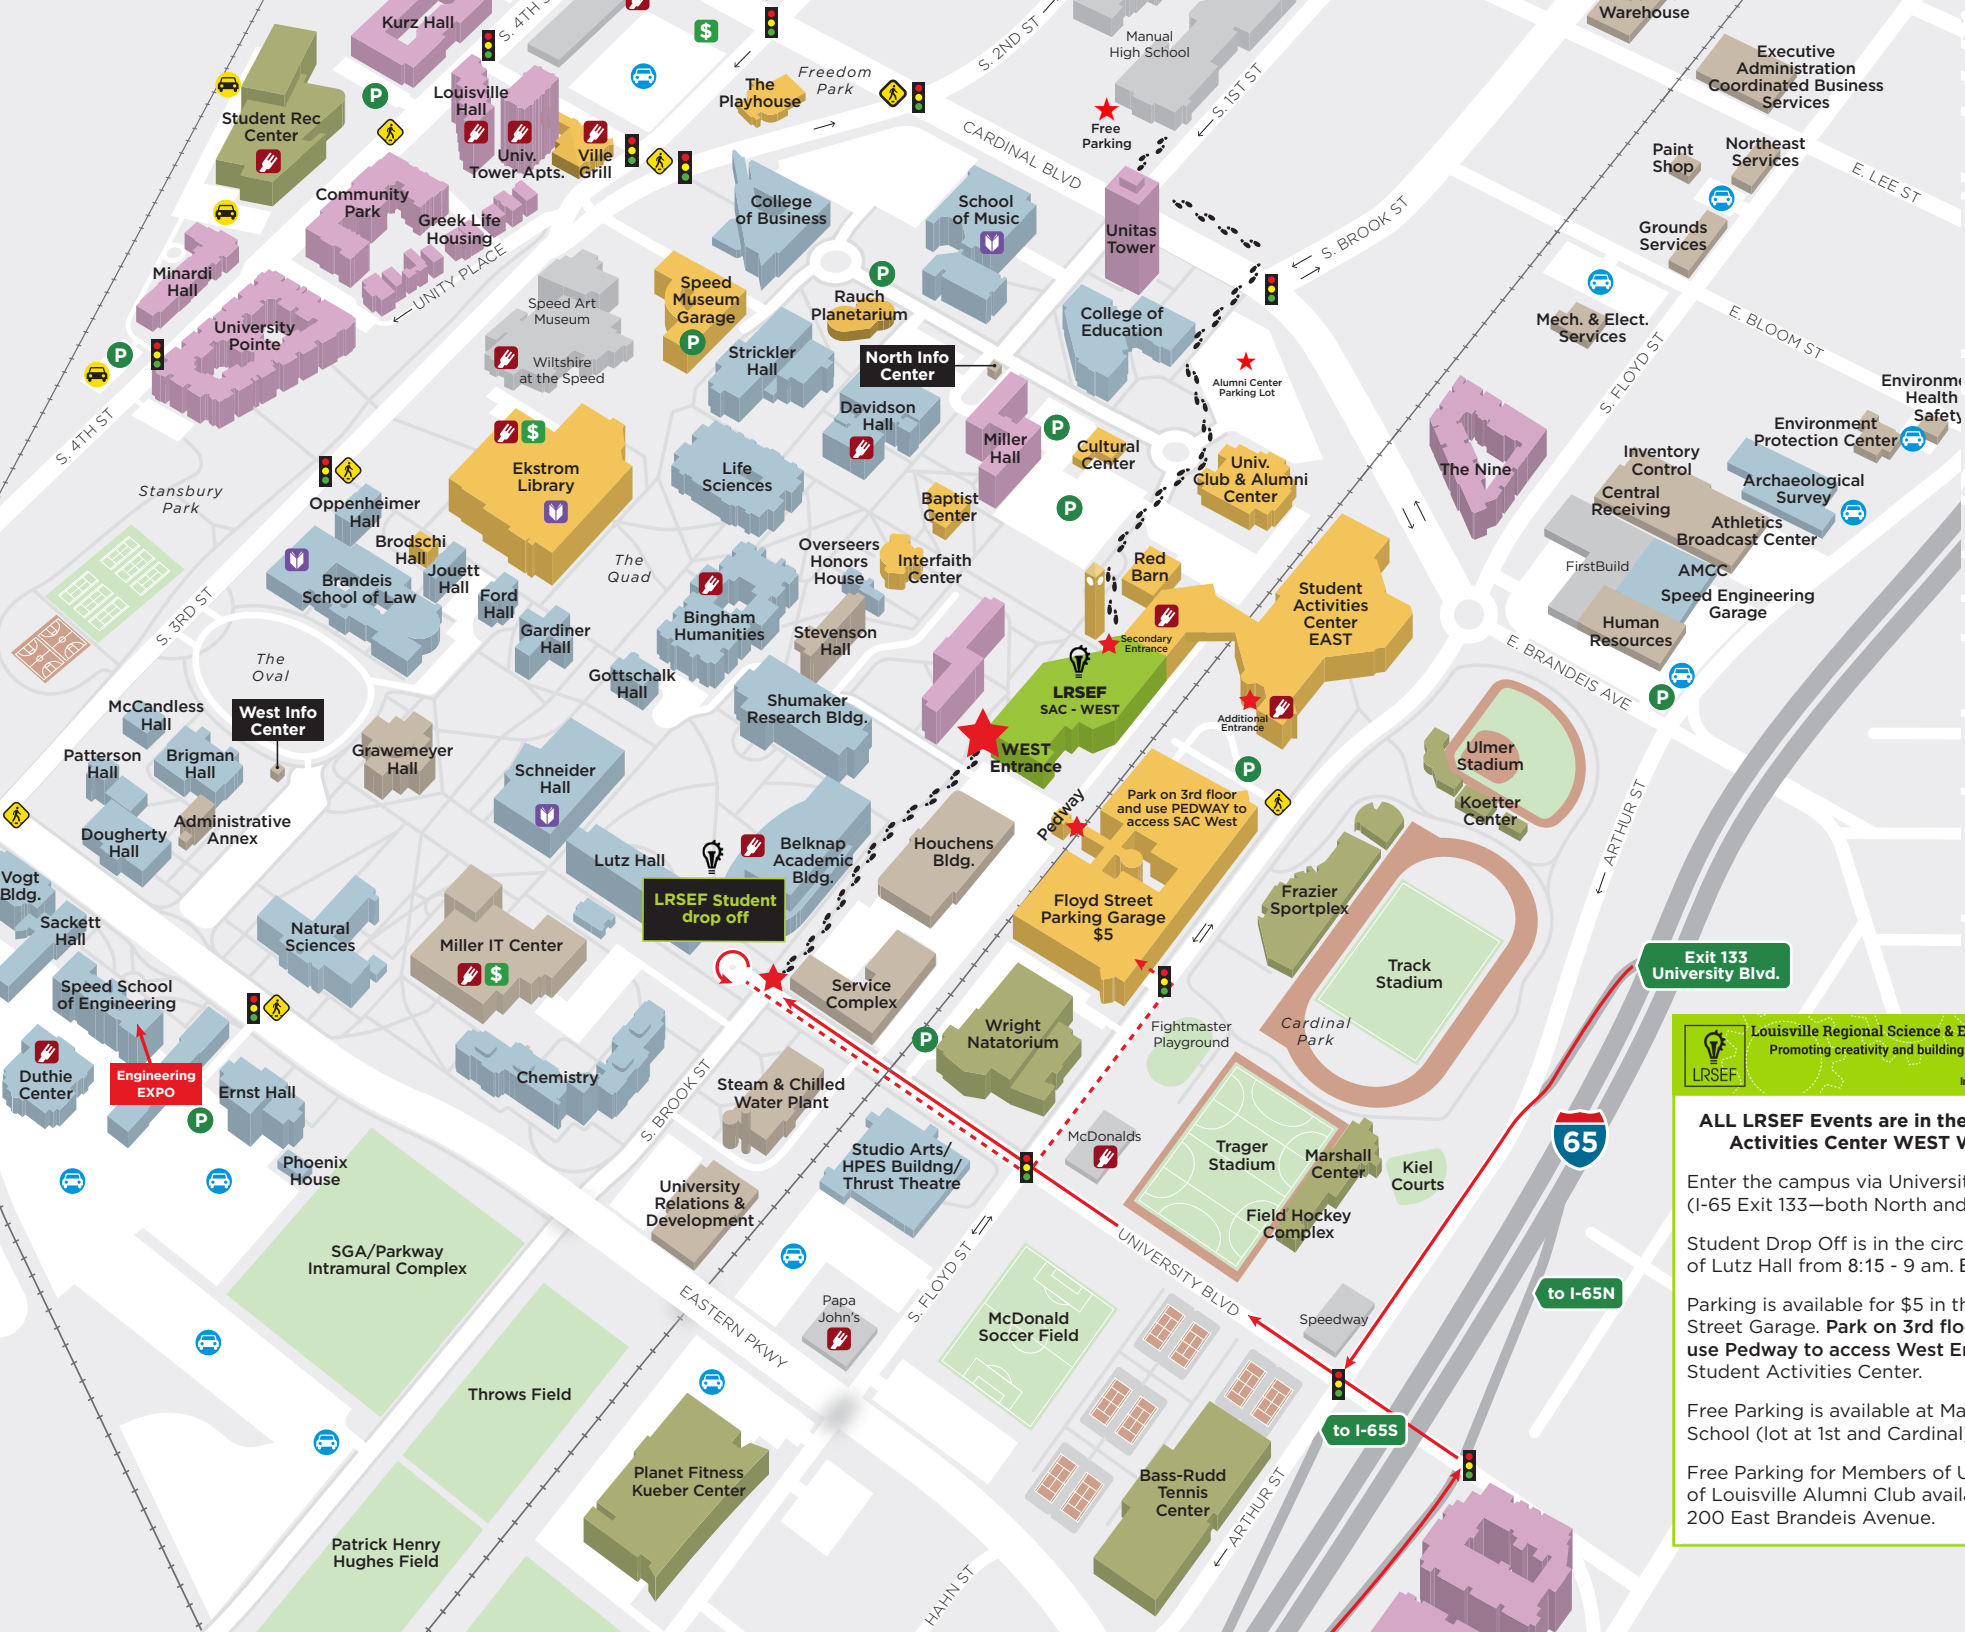 Kurz Hall
S. 4TH S
Manual
High School
S. 2ND ST
S. 1ST ST
Warehouse
Executive
Administration
Coordinated Business
Services
Student Rec
Center
P
Louisville
Hall
Univ.
Tower Apts.
Ville
Grill
$
The
Playhouse
Freedom
Park
CARDINAL BLVD
Free
Parking
Paint
Shop
Northeast
Services
E. LEE ST
Grounds
Services
Community
Park
Greek Life
Housing
UNITY PLACE
College
of Business
School
of Music
Unitas
Tower
S. BROOK ST
Minardi
Hall
University
Pointe
P
S. 4TH ST
Speed Art
Museum
Wiltshire
at the Speed
Speed
Museum
Garage
P
P
Rauch
Planetarium
Strickler
Hall
North Info
Center
College of
Education
Alumni Center
Parking Lot
Mech. & Elect.
Services
E. BLOOM ST
S. FLOYD ST
Environme
Health
Safety
Environment
Protection Center
Archaeological
Survey
Inventory
Control
Central
Receiving
Athletics
Broadcast Center
FirstBuild
AMCC
Speed Engineering
Garage
Human
Resources
The Nine
Davidson
Hall
Miller
Hall
P
Cultural
Center
Univ.
Club & Alumni
Center
P
Baptist
Center
Life
Sciences
$
Ekstrom
Library
Stansbury
Park
Oppenheimer
Hall
Brodschi
Hall
Jouett
Hall
Brandeis
School of Law
Ford
Hall
Gardiner
Hall
The
Quad
Overseers
Honors
House
Interfaith
Center
Bingham
Humanities
Stevenson
Hall
Gottschalk
Hall
Shumaker
Research Bldg.
Red
Barn
Student
Activities
Center
EAST
Secondary
Entrance
LRSEF
SAC - WEST
WEST
Entrance
Additional
Entrance
P
E. BRANDEIS AVE
P
S. 3RD ST
The
Oval
McCandless
Hall
West Info
Center
Patterson
Hall
Brigman
Hall
Grawemeyer
Hall
Dougherty
Hall
Administrative
Annex
Schneider
Hall
Lutz Hall
Belknap
Academic
Bldg.
LRSEF Student
drop off
Houchens
Bldg.
Pedway
Park on 3rd floor
and use PEDWAY to
access SAC West
Floyd Street
Parking Garage
$5
Ulmer
Stadium
Koetter
Center
ARTHUR ST
Frazier
Sportplex
Track
Stadium
Cardinal
Park
Exit 133
University Blvd.
Vogt
Bldg.
Sackett
Hall
Speed School
of Engineering
Natural
Sciences
Miller IT Center
$
Service
Complex
P
Wright
Natatorium
Fightmaster
Playground
Duthie
Center
Engineering
EXPO
Ernst Hall
P
Phoenix
House
Chemistry
S. BROOK ST
Steam & Chilled
Water Plant
Studio Arts/
HPES Buildng/
Thrust Theatre
McDonalds
Trager
Stadium
Marshall
Center
Kiel
Courts
Field Hockey
Complex
65
University
Relations &
Development
SGA/Parkway
Intramural Complex
EASTERN PKWY
Papa
John's
S. FLOYD ST
UNIVERSITY BLVD
McDonald
Soccer Field
Speedway
to I-65N
to I-65S
Throws Field
Planet Fitness
Kueber Center
Bass-Rudd
Tennis
Center
ARTHUR ST
Patrick Henry
Hughes Field
HAHN ST
LRSEF
Louisville Regional Science & E
Promoting creativity and building
ALL LRSEF Events are in the
Activities Center WEST W
Enter the campus via Universit
(I-65 Exit 133—both North and
Student Drop Off is in the circ
of Lutz Hall from 8:15 - 9 am. E
Parking is available for $5 in th
Street Garage. Park on 3rd floo
use Pedway to access West En
Student Activities Center.
Free Parking is available at Ma
School (lot at 1st and Cardinal)
Free Parking for Members of U
of Louisville Alumni Club availa
200 East Brandeis Avenue.